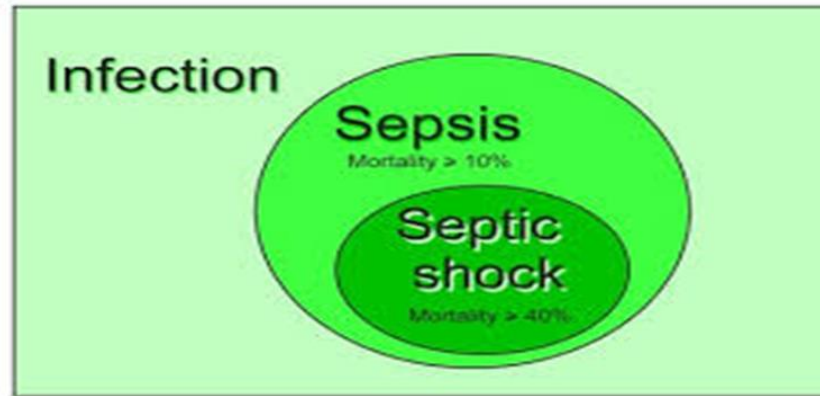 Infection
Sepsis
Mortality > 10%
Septic
shock
Mortality > 40%